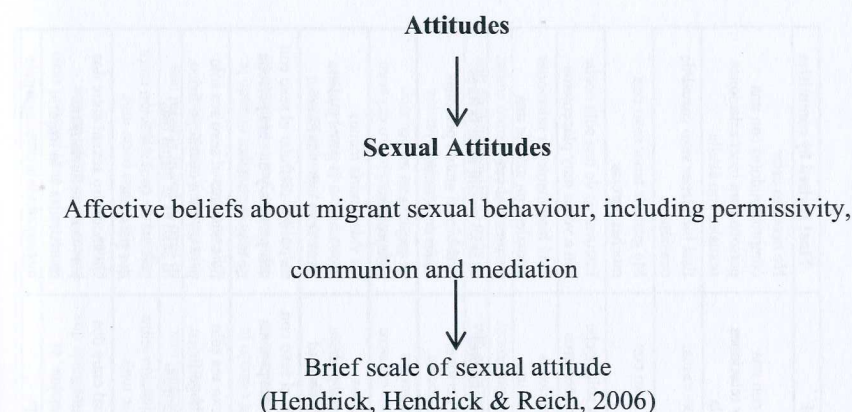 Attitudes
Sexual Attitudes
Affective beliefs about migrant sexual behaviour, including permissivity,
communion and mediation
Brief scale of sexual attitude
(Hendrick, Hendrick & Reich, 2006)